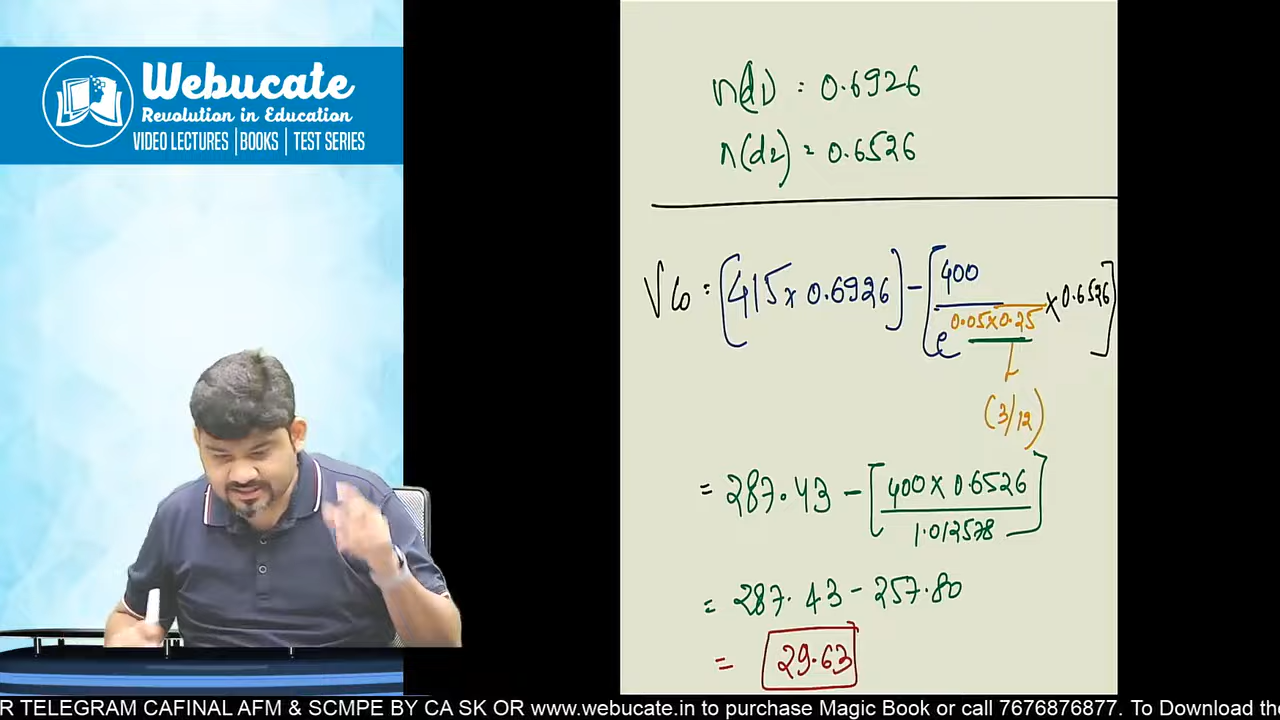 Webucate
Revolution in Education
VIDEO LECTURES | BOOKS | TEST SERIES
n(d1) : 0.6926
n(d2) = 0.6526
Vco = [415 x 0.6926] - [400 / e^0.05x0.25 x 0.6526]
(3/12)
= 287.43 - [400 x 0.6526 / 1.012578]
= 287.43 - 257.80
= 29.63
R TELEGRAM CAFINAL AFM & SCMPE BY CA SK OR www.webucate.in to purchase Magic Book or call 7676876877. To Download th